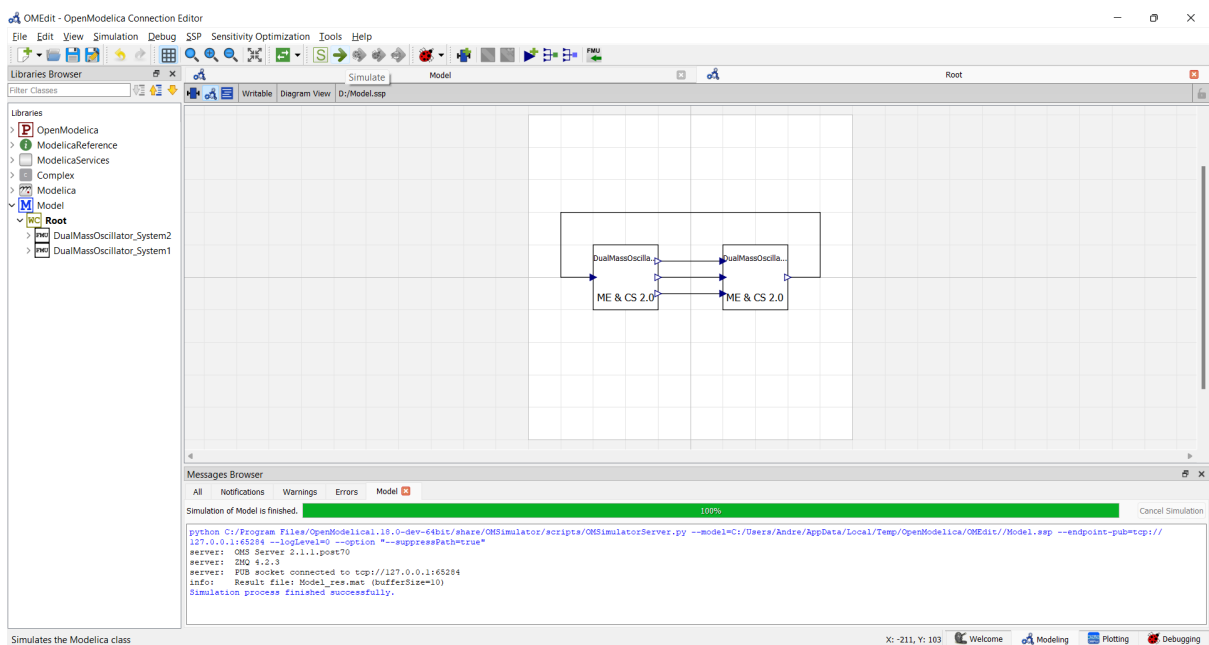 OMEdit - OpenModelica Connection Editor
File Edit View Simulation Debug SSP Sensitivity Optimization Tools Help
S FMU
Libraries Browser
Model
Root
Simulate
Filter Classes
Writable Diagram View D:/Model.ssp
Libraries
P OpenModelica
i ModelicaReference
ModelicaServices
C Complex
Modelica
M Model
WC Root
FMU DualMassOscillator_System2
FMU DualMassOscillator_System1
DualMassOscilla... DualMassOscilla...
ME & CS 2.0 ME & CS 2.0
Messages Browser
All Notifications Warnings Errors Model
Simulation of Model is finished. 100% Cancel Simulation
python C:/Program Files/OpenModelica1.18.0-dev-64bit/share/OMSimulator/scripts/OMSimulatorServer.py --model=C:/Users/Andre/AppData/Local/Temp/OpenModelica/OMEdit//Model.ssp --endpoint-pub=tcp://
127.0.0.1:65284 --logLevel=0 --option "--suppressPath=true"
server: OMS Server 2.1.1.post70
server: ZMQ 4.2.3
server: PUB socket connected to tcp://127.0.0.1:65284
info: Result file: Model_res.mat (bufferSize=10)
Simulation process finished successfully.
Simulates the Modelica class
X: -211, Y: 103 Welcome Modeling Plotting Debugging